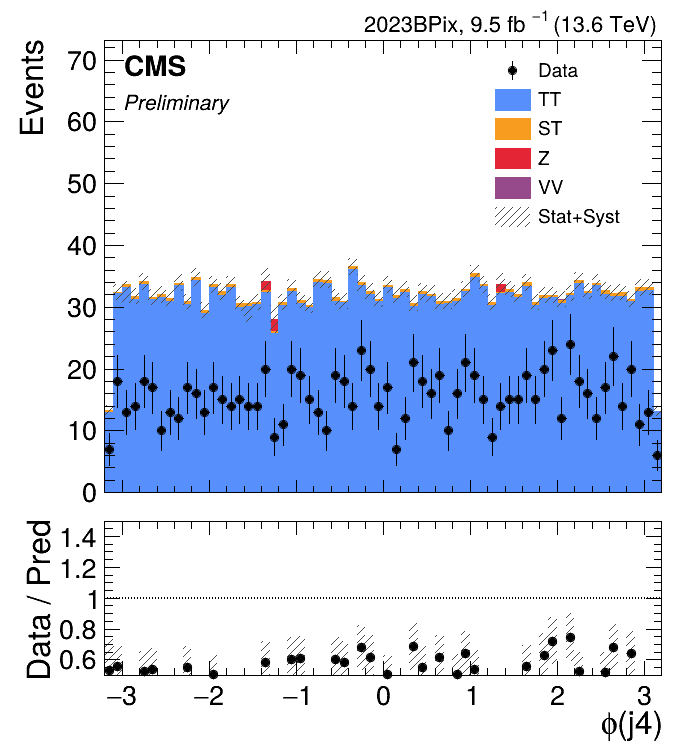 2023BPix, 9.5 fb⁻¹ (13.6 TeV)
CMS
Preliminary
Data
TT
ST
Z
VV
Stat+Syst
Events
70
60
50
40
30
20
10
0
Data / Pred
1.4
1.2
1
0.8
0.6
−3 −2 −1 0 1 2 3
ϕ(j4)